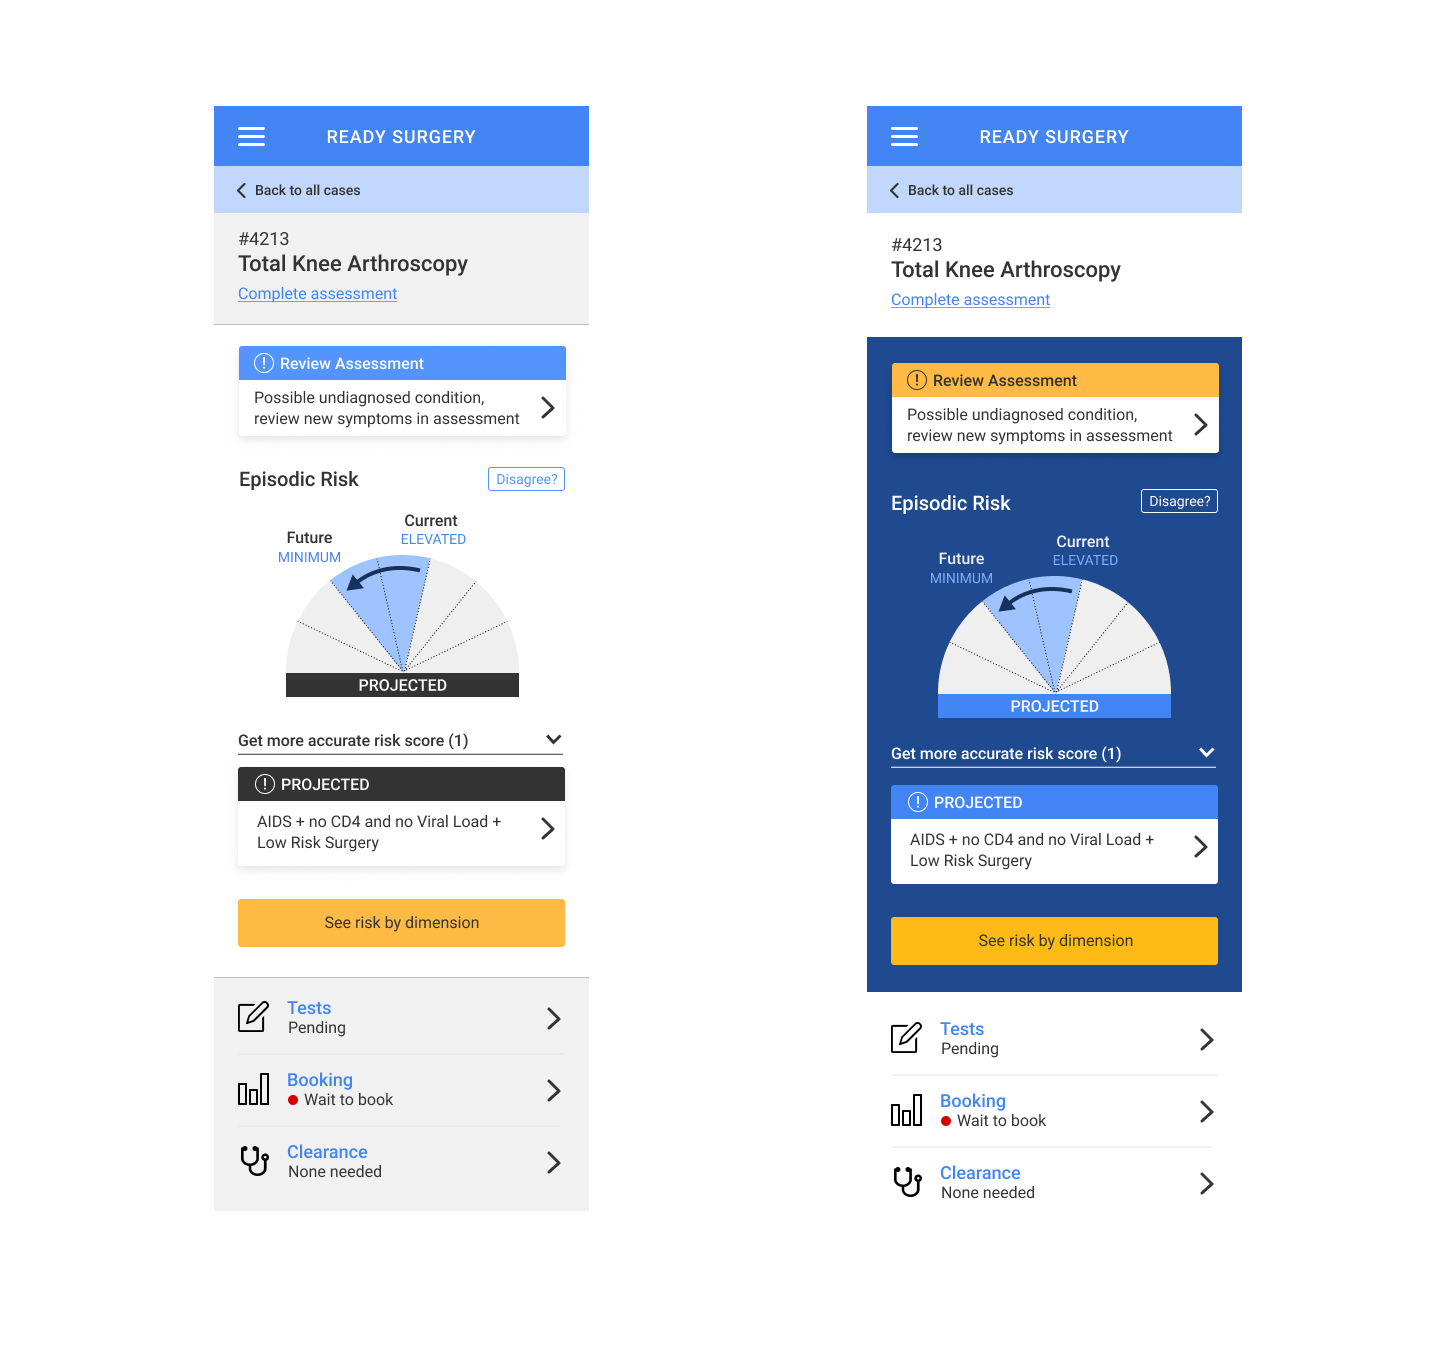 READY SURGERY
Back to all cases
#4213
Total Knee Arthroscopy
Complete assessment
Review Assessment
Possible undiagnosed condition,
review new symptoms in assessment
Episodic Risk
Disagree?
Current
ELEVATED
Future
MINIMUM
PROJECTED
Get more accurate risk score (1)
PROJECTED
AIDS + no CD4 and no Viral Load +
Low Risk Surgery
See risk by dimension
Tests
Pending
Booking
Wait to book
Clearance
None needed
READY SURGERY
Back to all cases
#4213
Total Knee Arthroscopy
Complete assessment
Review Assessment
Possible undiagnosed condition,
review new symptoms in assessment
Episodic Risk
Disagree?
Current
ELEVATED
Future
MINIMUM
PROJECTED
Get more accurate risk score (1)
PROJECTED
AIDS + no CD4 and no Viral Load +
Low Risk Surgery
See risk by dimension
Tests
Pending
Booking
Wait to book
Clearance
None needed